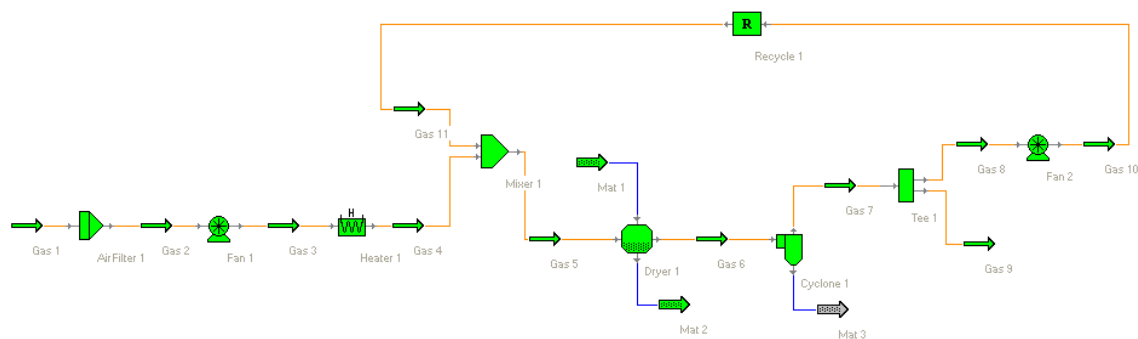 R
Recycle 1
Gas 11
Mixer 1
Mat 1
Gas 8
Fan 2
Gas 10
Gas 7
Tee 1
H
Gas 1
AirFilter 1
Gas 2
Fan 1
Gas 3
Heater 1
Gas 4
Gas 5
Dryer 1
Gas 6
Cyclone 1
Gas 9
Mat 2
Mat 3